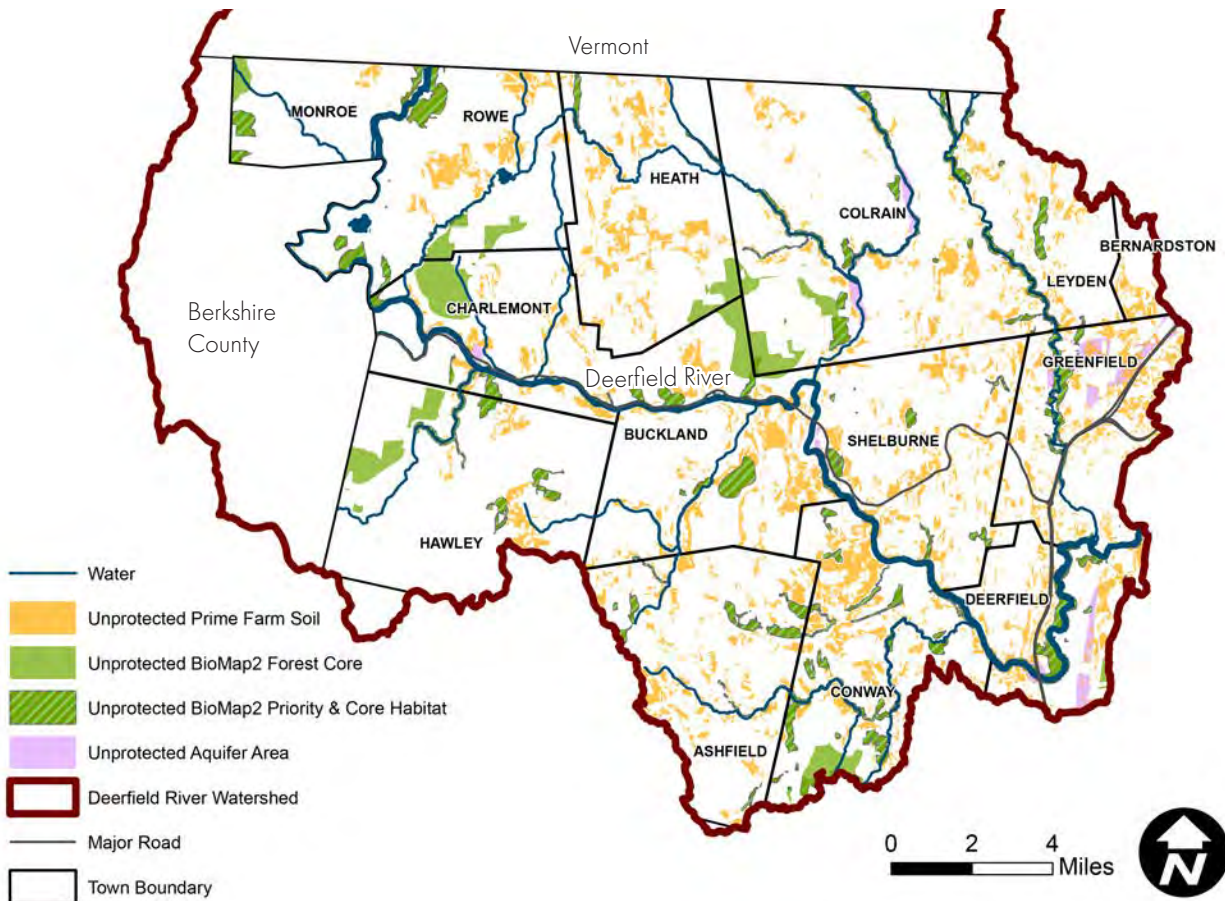 Vermont
MONROE
ROWE
HEATH
COLRAIN
BERNARDSTON
LEYDEN
Berkshire
County
CHARLEMONT
GREENFIELD
Deerfield River
BUCKLAND
SHELBURNE
HAWLEY
DEERFIELD
CONWAY
ASHFIELD
Water
Unprotected Prime Farm Soil
Unprotected BioMap2 Forest Core
Unprotected BioMap2 Priority & Core Habitat
Unprotected Aquifer Area
Deerfield River Watershed
Major Road
Town Boundary
0 2 4
Miles
N